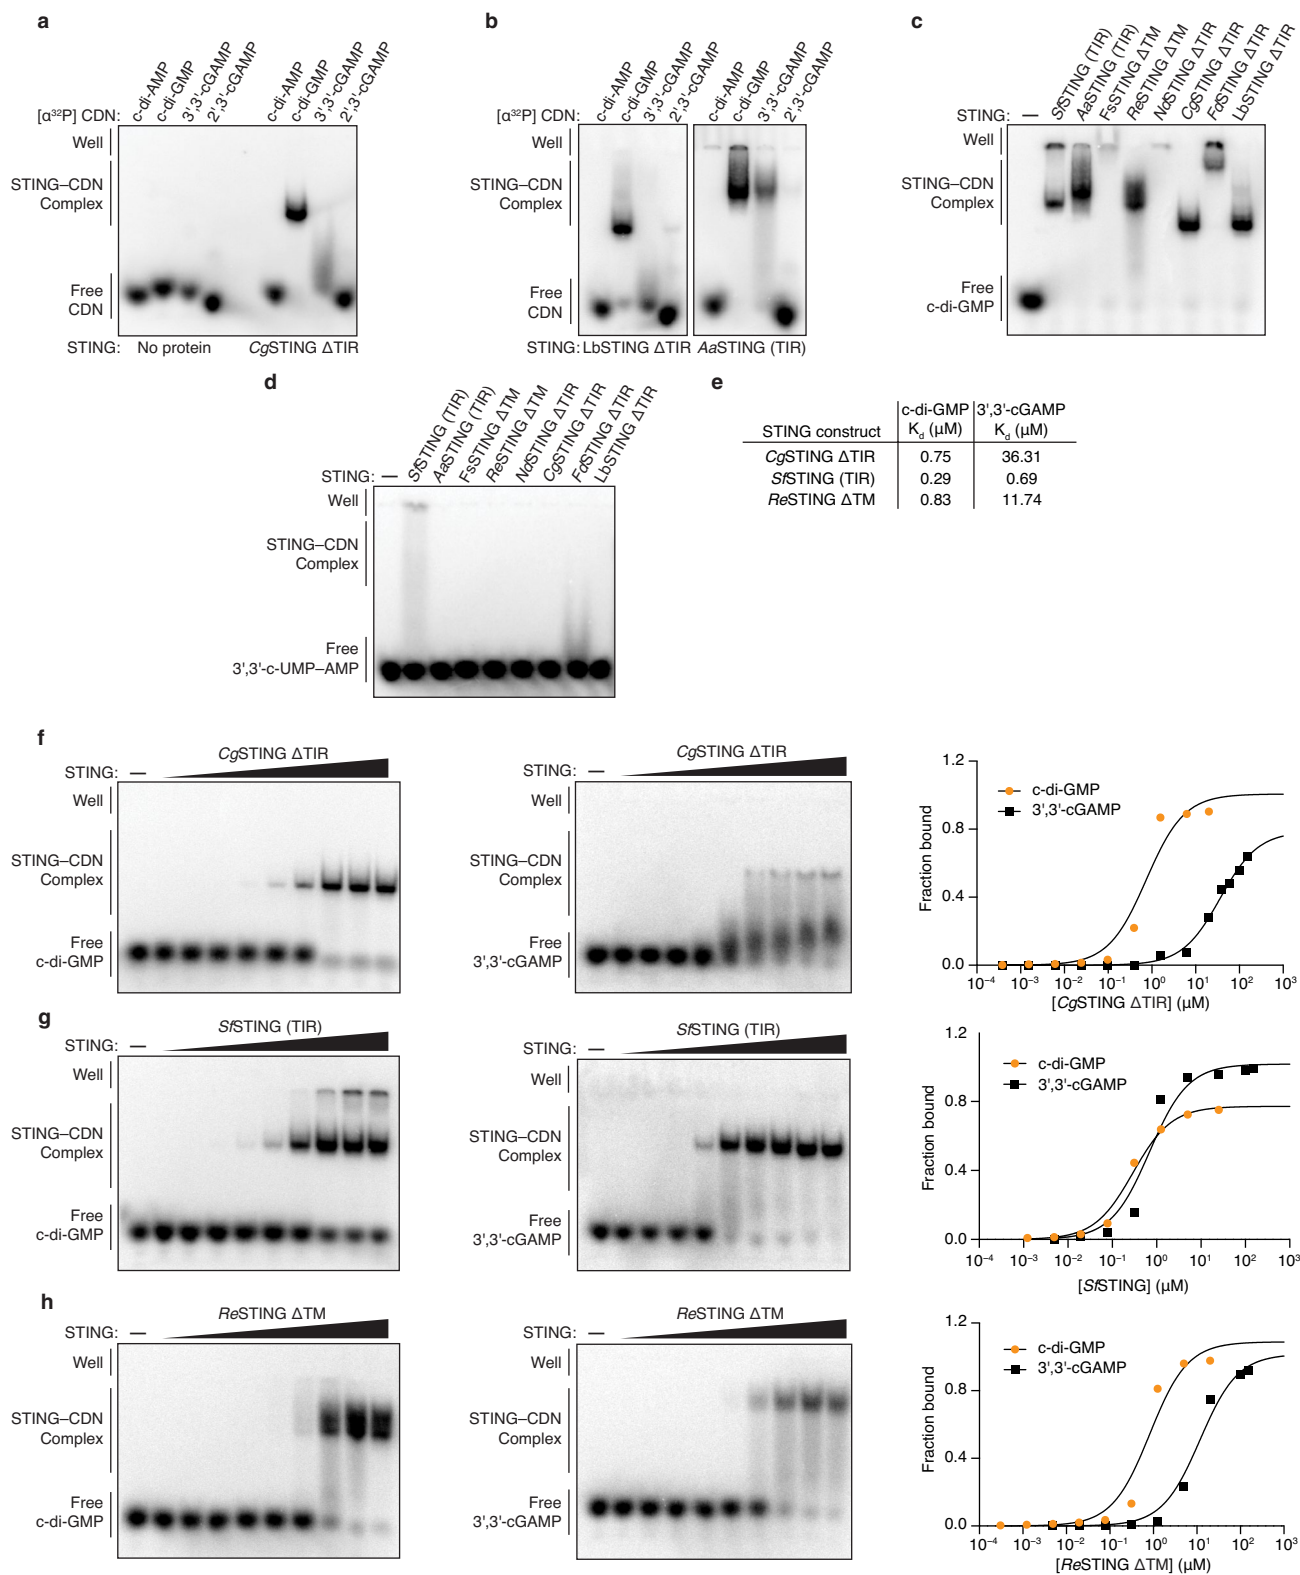 a
c-di-AMP
c-di-GMP
3',3'-cGAMP
2',3'-cGAMP
c-di-AMP
c-di-GMP
3',3'-cGAMP
2',3'-cGAMP
[α³²P] CDN:
Well
STING–CDN
Complex
Free
CDN
STING: No protein CgSTING ΔTIR
b
c-di-AMP
c-di-GMP
3',3'-cGAMP
2',3'-cGAMP
c-di-AMP
c-di-GMP
3',3'-cGAMP
2',3'-cGAMP
[α³²P] CDN:
Well
STING–CDN
Complex
Free
CDN
STING: LbSTING ΔTIR AaSTING (TIR)
c
SfSTING (TIR)
AaSTING (TIR)
FsSTING ΔTM
ReSTING ΔTM
NdSTING ΔTIR
CgSTING ΔTIR
FdSTING ΔTIR
LbSTING ΔTIR
STING: —
Well
STING–CDN
Complex
Free
c-di-GMP
d
SfSTING (TIR)
AaSTING (TIR)
FsSTING ΔTM
ReSTING ΔTM
NdSTING ΔTIR
CgSTING ΔTIR
FdSTING ΔTIR
LbSTING ΔTIR
STING: —
Well
STING–CDN
Complex
Free
3',3'-c-UMP–AMP
e
c-di-GMP 3',3'-cGAMP
STING construct Kd (μM) Kd (μM)
CgSTING ΔTIR 0.75 36.31
SfSTING (TIR) 0.29 0.69
ReSTING ΔTM 0.83 11.74
f
CgSTING ΔTIR
STING: —
Well
STING–CDN
Complex
Free
c-di-GMP
CgSTING ΔTIR
STING: —
Well
STING–CDN
Complex
Free
3',3'-cGAMP
1.2
0.8
0.4
0.0
Fraction bound
c-di-GMP
3',3'-cGAMP
10⁻⁴ 10⁻³ 10⁻² 10⁻¹ 10⁰ 10¹ 10² 10³
[CgSTING ΔTIR] (μM)
g
SfSTING (TIR)
STING: —
Well
STING–CDN
Complex
Free
c-di-GMP
SfSTING (TIR)
STING: —
Well
STING–CDN
Complex
Free
3',3'-cGAMP
1.2
0.8
0.4
0.0
Fraction bound
c-di-GMP
3',3'-cGAMP
10⁻⁴ 10⁻³ 10⁻² 10⁻¹ 10⁰ 10¹ 10² 10³
[SfSTING] (μM)
h
ReSTING ΔTM
STING: —
Well
STING–CDN
Complex
Free
c-di-GMP
ReSTING ΔTM
STING: —
Well
STING–CDN
Complex
Free
3',3'-cGAMP
1.2
0.8
0.4
0.0
Fraction bound
c-di-GMP
3',3'-cGAMP
10⁻⁴ 10⁻³ 10⁻² 10⁻¹ 10⁰ 10¹ 10² 10³
[ReSTING ΔTM] (μM)